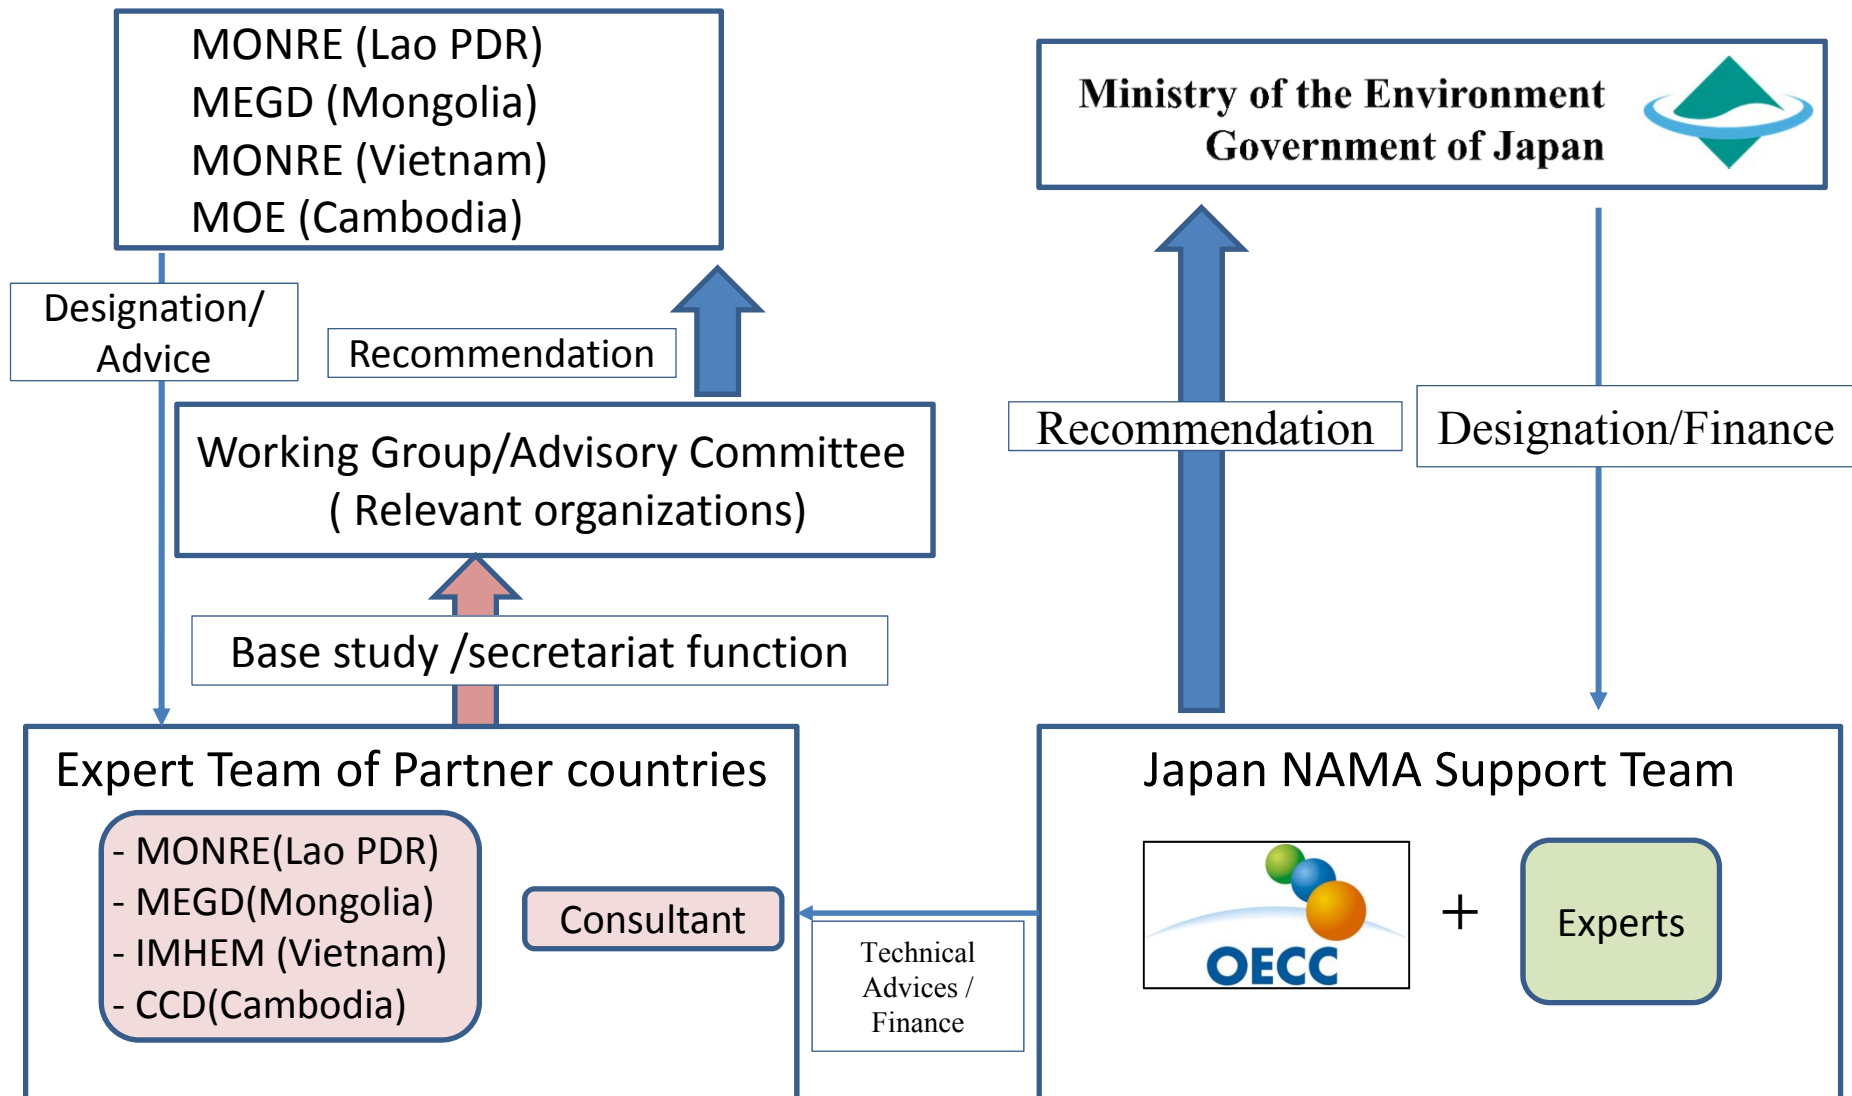 MONRE (Lao PDR)
MEGD (Mongolia)
MONRE (Vietnam)
MOE (Cambodia)
Ministry of the Environment
Government of Japan
Designation/
Advice
Recommendation
Working Group/Advisory Committee
( Relevant organizations)
Recommendation
Designation/Finance
Base study /secretariat function
Expert Team of Partner countries
- MONRE(Lao PDR)
- MEGD(Mongolia)
- IMHEM (Vietnam)
- CCD(Cambodia)
Consultant
Technical
Advices /
Finance
Japan NAMA Support Team
OECC
+
Experts